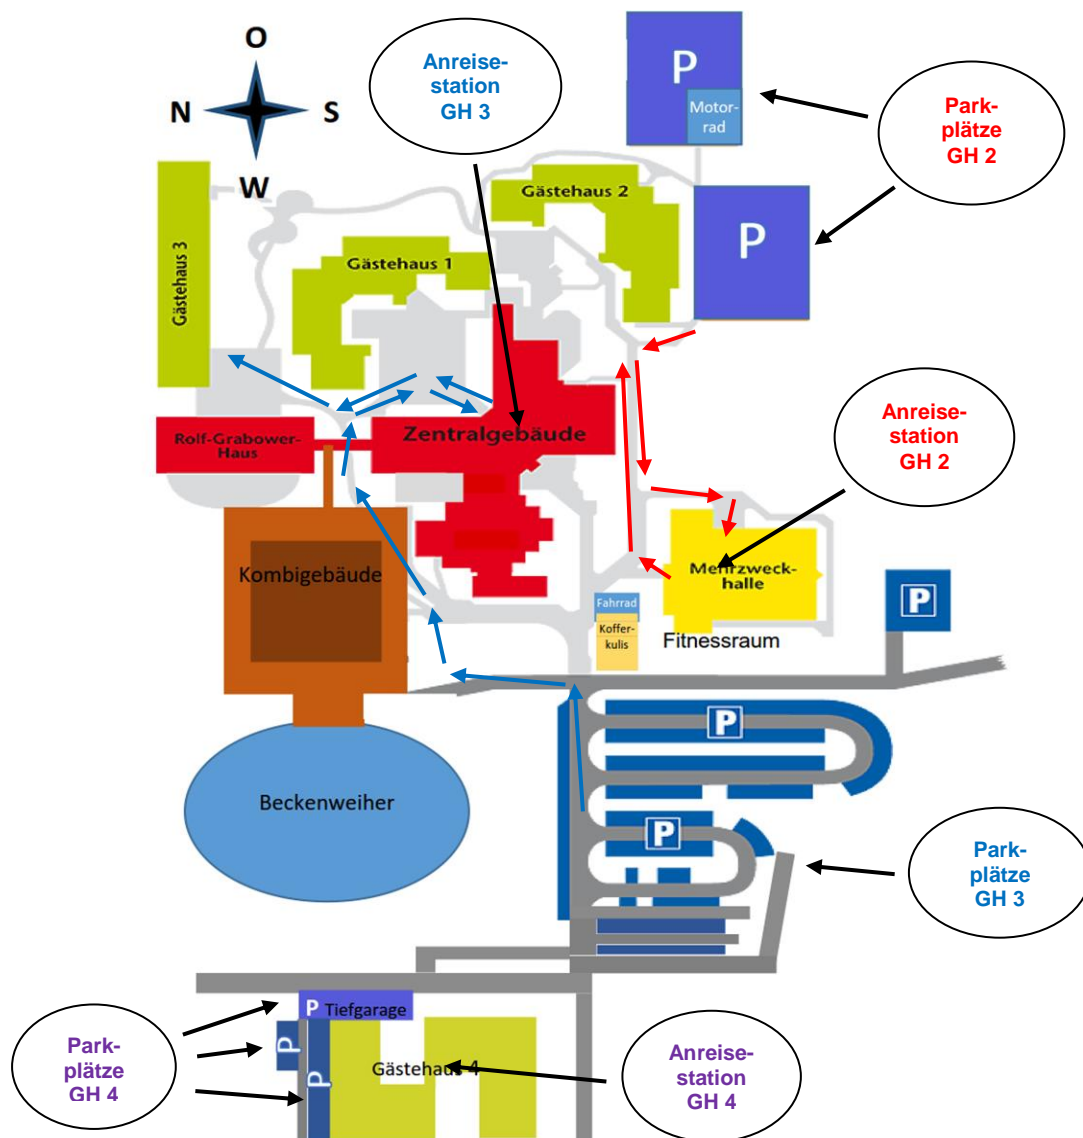 O
N
S
W
Anreise-
station
GH 3
P
Motor-
rad
Park-
plätze
GH 2
P
Gästehaus 2
Gästehaus 1
Gästehaus 3
Rolf-Grabower-
Haus
Zentralgebäude
Anreise-
station
GH 2
Kombigebäude
Mehrzweck-
halle
Fahrrad
Koffer-
kulis
Fitnessraum
P
P
P
Beckenweiher
Park-
plätze
GH 3
P Tiefgarage
P
P
Gästehaus 4
Park-
plätze
GH 4
Anreise-
station
GH 4